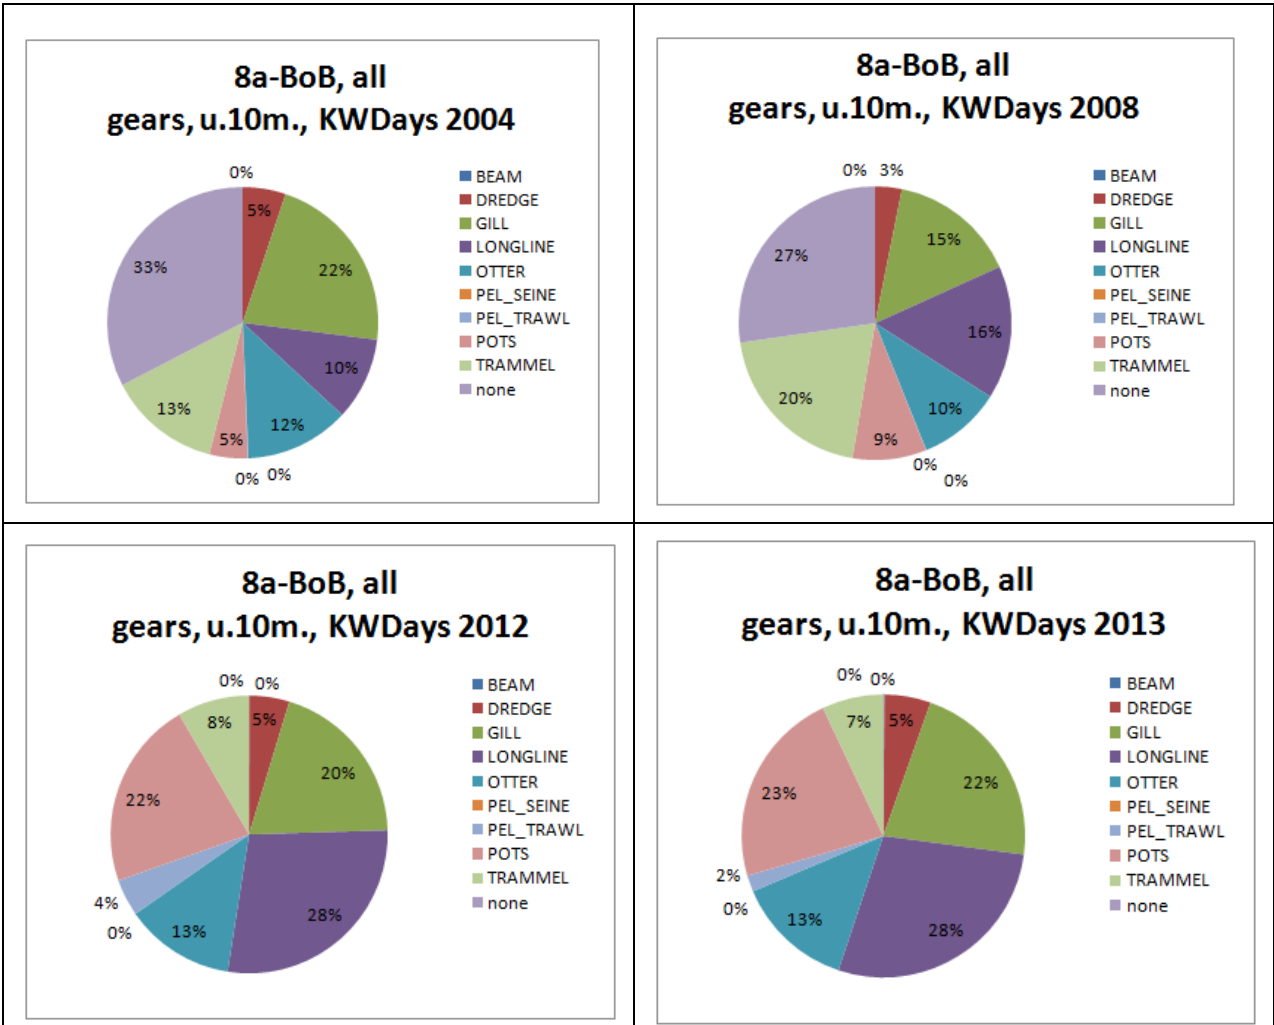 8a-BoB, all
gears, u.10m., KWDays 2004
0%
5%
22%
10%
12%
0%
0%
5%
13%
33%
BEAM
DREDGE
GILL
LONGLINE
OTTER
PEL_SEINE
PEL_TRAWL
POTS
TRAMMEL
none
8a-BoB, all
gears, u.10m., KWDays 2008
0%
3%
15%
16%
10%
0%
0%
9%
20%
27%
BEAM
DREDGE
GILL
LONGLINE
OTTER
PEL_SEINE
PEL_TRAWL
POTS
TRAMMEL
none
8a-BoB, all
gears, u.10m., KWDays 2012
0%
0%
5%
20%
28%
13%
0%
4%
22%
8%
BEAM
DREDGE
GILL
LONGLINE
OTTER
PEL_SEINE
PEL_TRAWL
POTS
TRAMMEL
none
8a-BoB, all
gears, u.10m., KWDays 2013
0%
0%
5%
22%
28%
13%
0%
2%
23%
7%
BEAM
DREDGE
GILL
LONGLINE
OTTER
PEL_SEINE
PEL_TRAWL
POTS
TRAMMEL
none